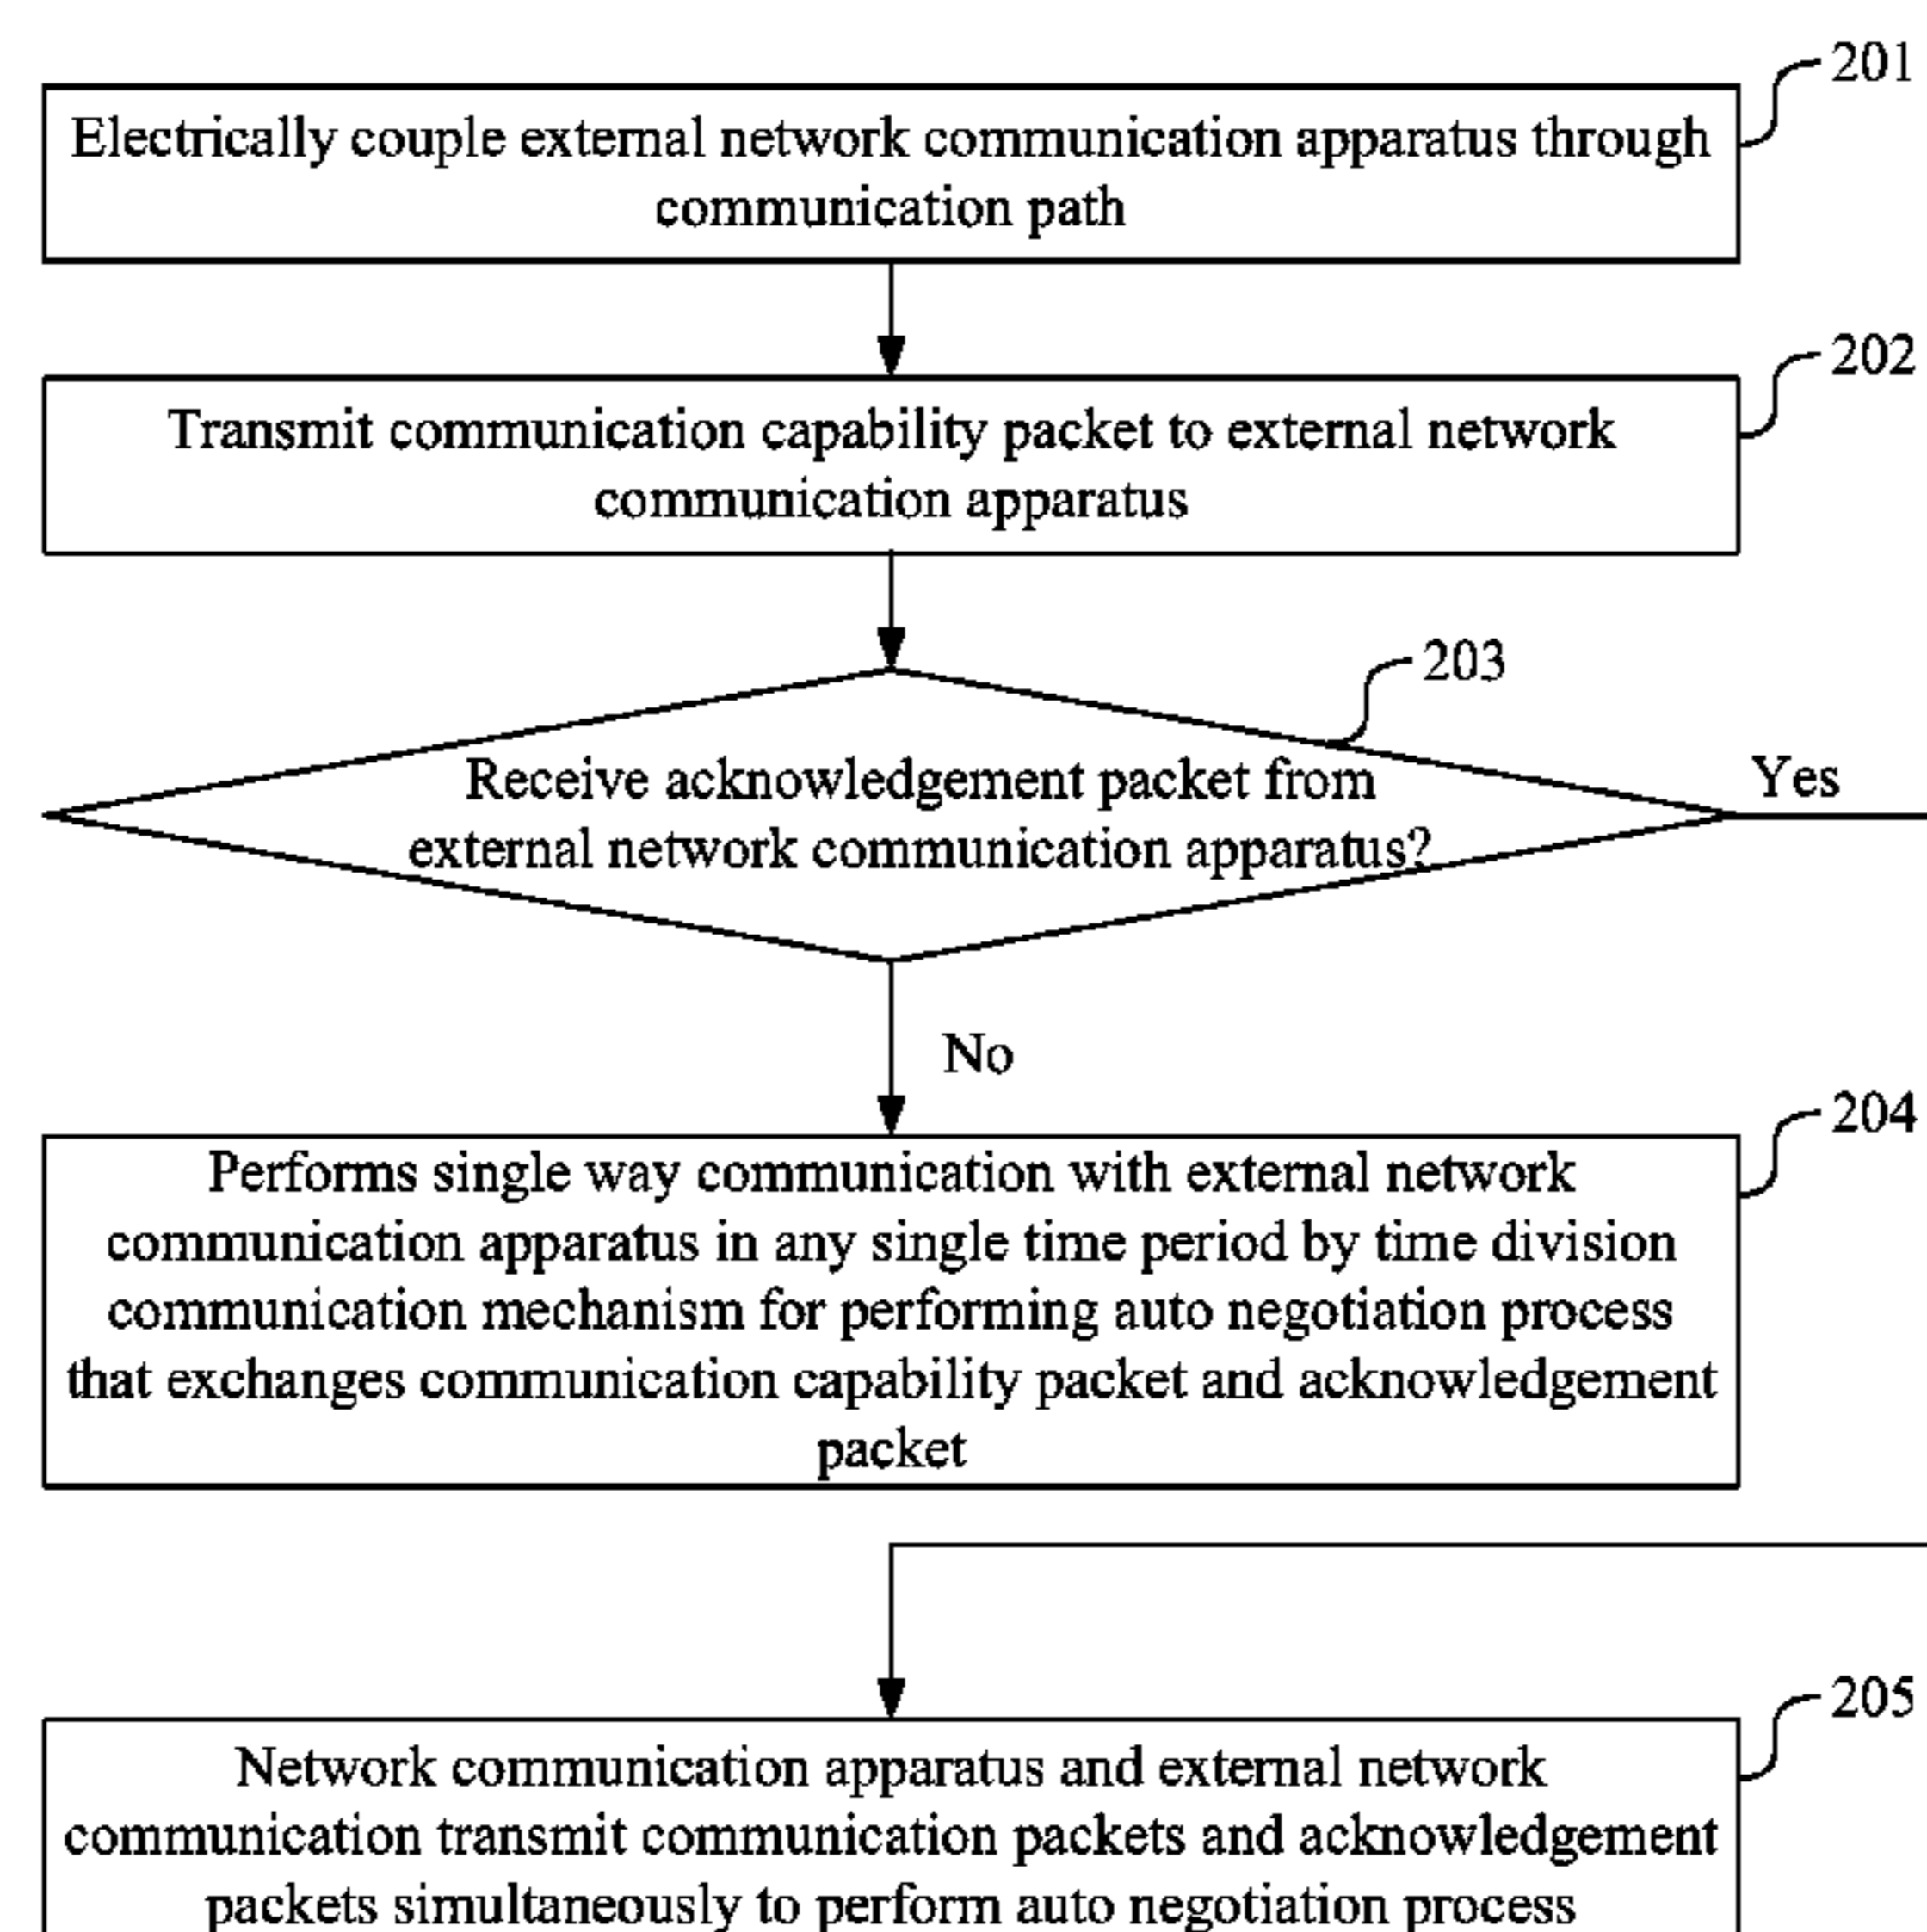 201
Electrically couple external network communication apparatus through
communication path
202
Transmit communication capability packet to external network
communication apparatus
203
Receive acknowledgement packet from
external network communication apparatus?
Yes
No
204
Performs single way communication with external network
communication apparatus in any single time period by time division
communication mechanism for performing auto negotiation process
that exchanges communication capability packet and acknowledgement
packet
205
Network communication apparatus and external network
communication transmit communication packets and acknowledgement
packets simultaneously to perform auto negotiation process